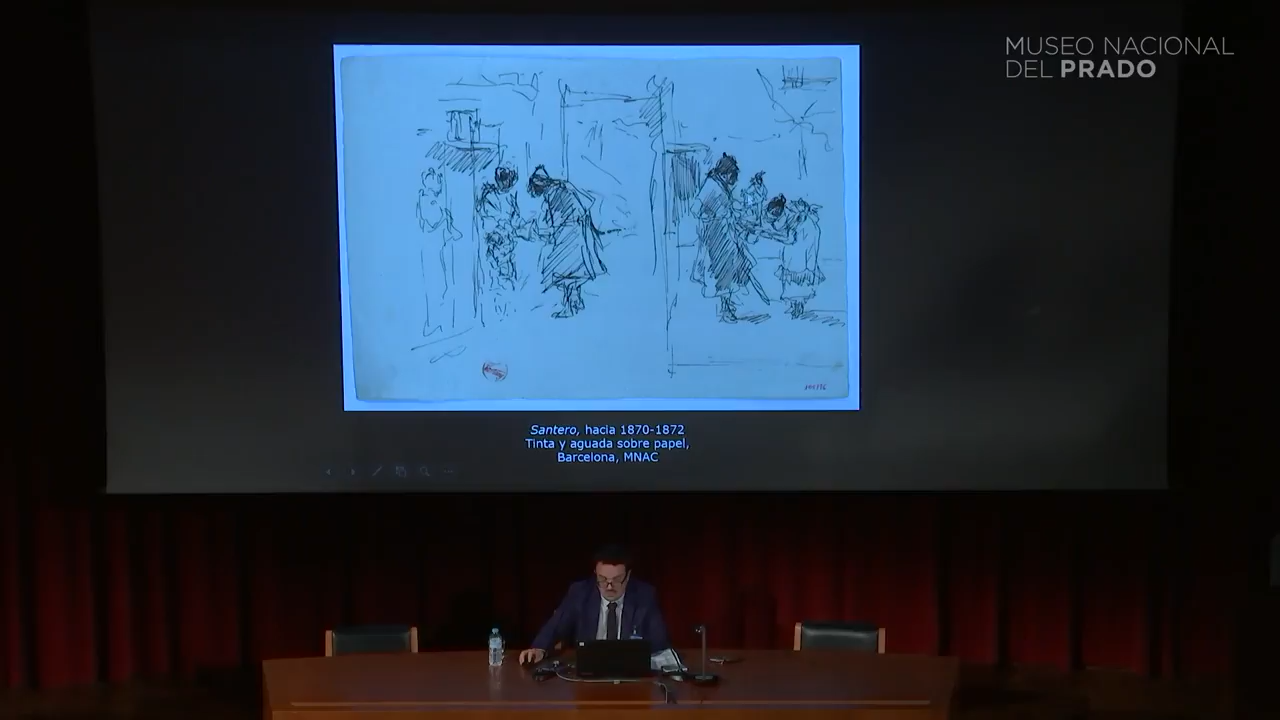 MUSEO NACIONAL
DEL PRADO
Santero, hacia 1870-1872
Tinta y aguada sobre papel,
Barcelona, MNAC